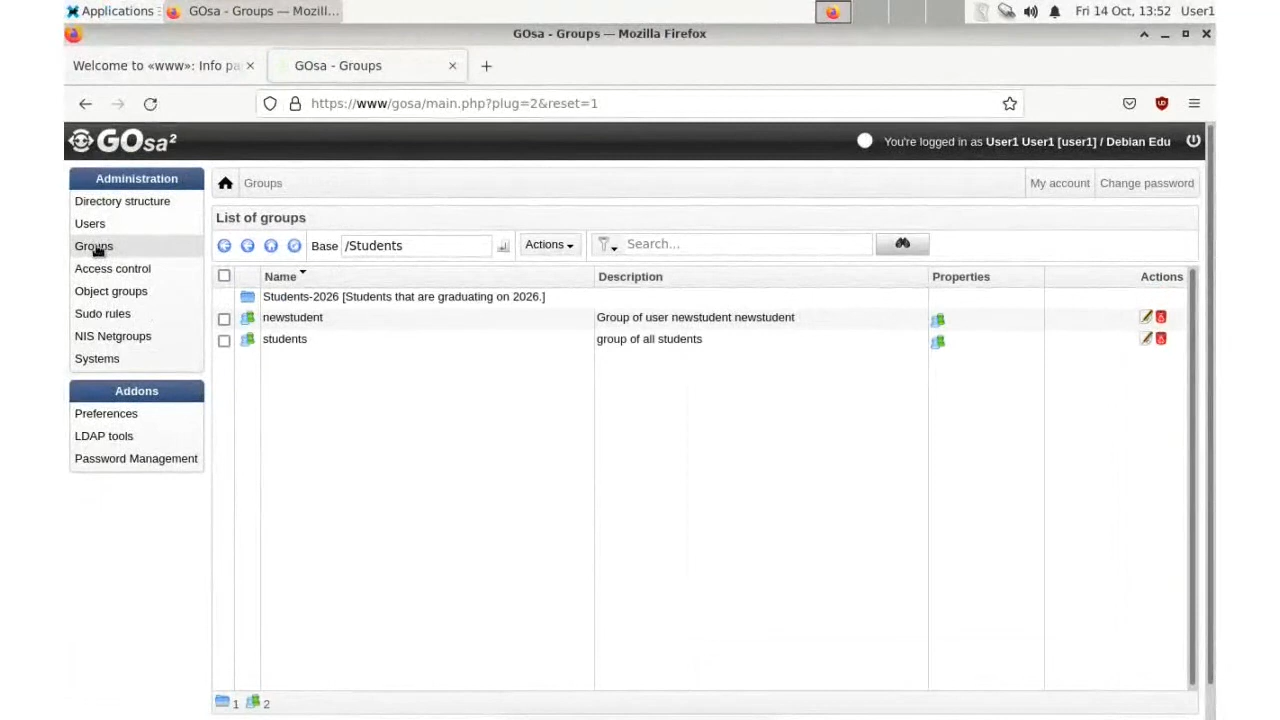 Applications GOsa - Groups — Mozill... Fri 14 Oct, 13:52 User1
GOsa - Groups — Mozilla Firefox
Welcome to «www»: Info pa GOsa - Groups
https://www/gosa/main.php?plug=2&reset=1
GOsa² You're logged in as User1 User1 [user1] / Debian Edu
Administration
Directory structure
Users
Groups
Access control
Object groups
Sudo rules
NIS Netgroups
Systems
Addons
Preferences
LDAP tools
Password Management
Groups My account Change password
List of groups
Base /Students Actions Search...
Name Description Properties Actions
Students-2026 [Students that are graduating on 2026.]
newstudent Group of user newstudent newstudent
students group of all students
1 2